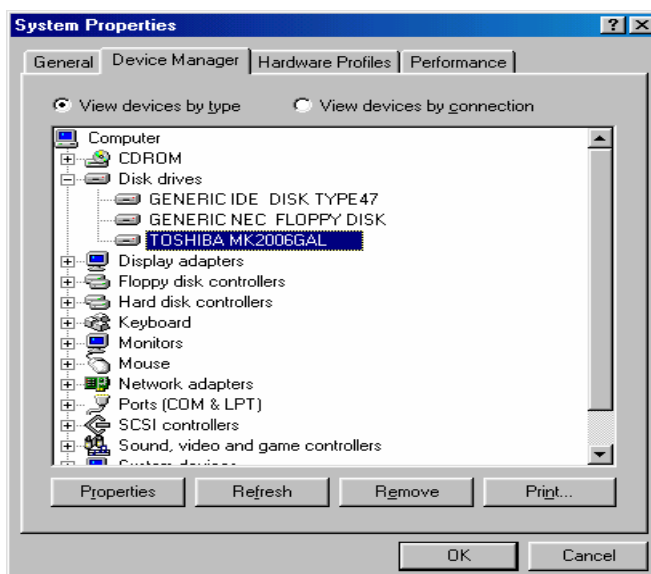 System Properties
General Device Manager Hardware Profiles Performance
View devices by type View devices by connection
Computer
CDROM
Disk drives
GENERIC IDE DISK TYPE47
GENERIC NEC FLOPPY DISK
TOSHIBA MK2006GAL
Display adapters
Floppy disk controllers
Hard disk controllers
Keyboard
Monitors
Mouse
Network adapters
Ports (COM & LPT)
SCSI controllers
Sound, video and game controllers
System devices
Properties Refresh Remove Print...
OK Cancel